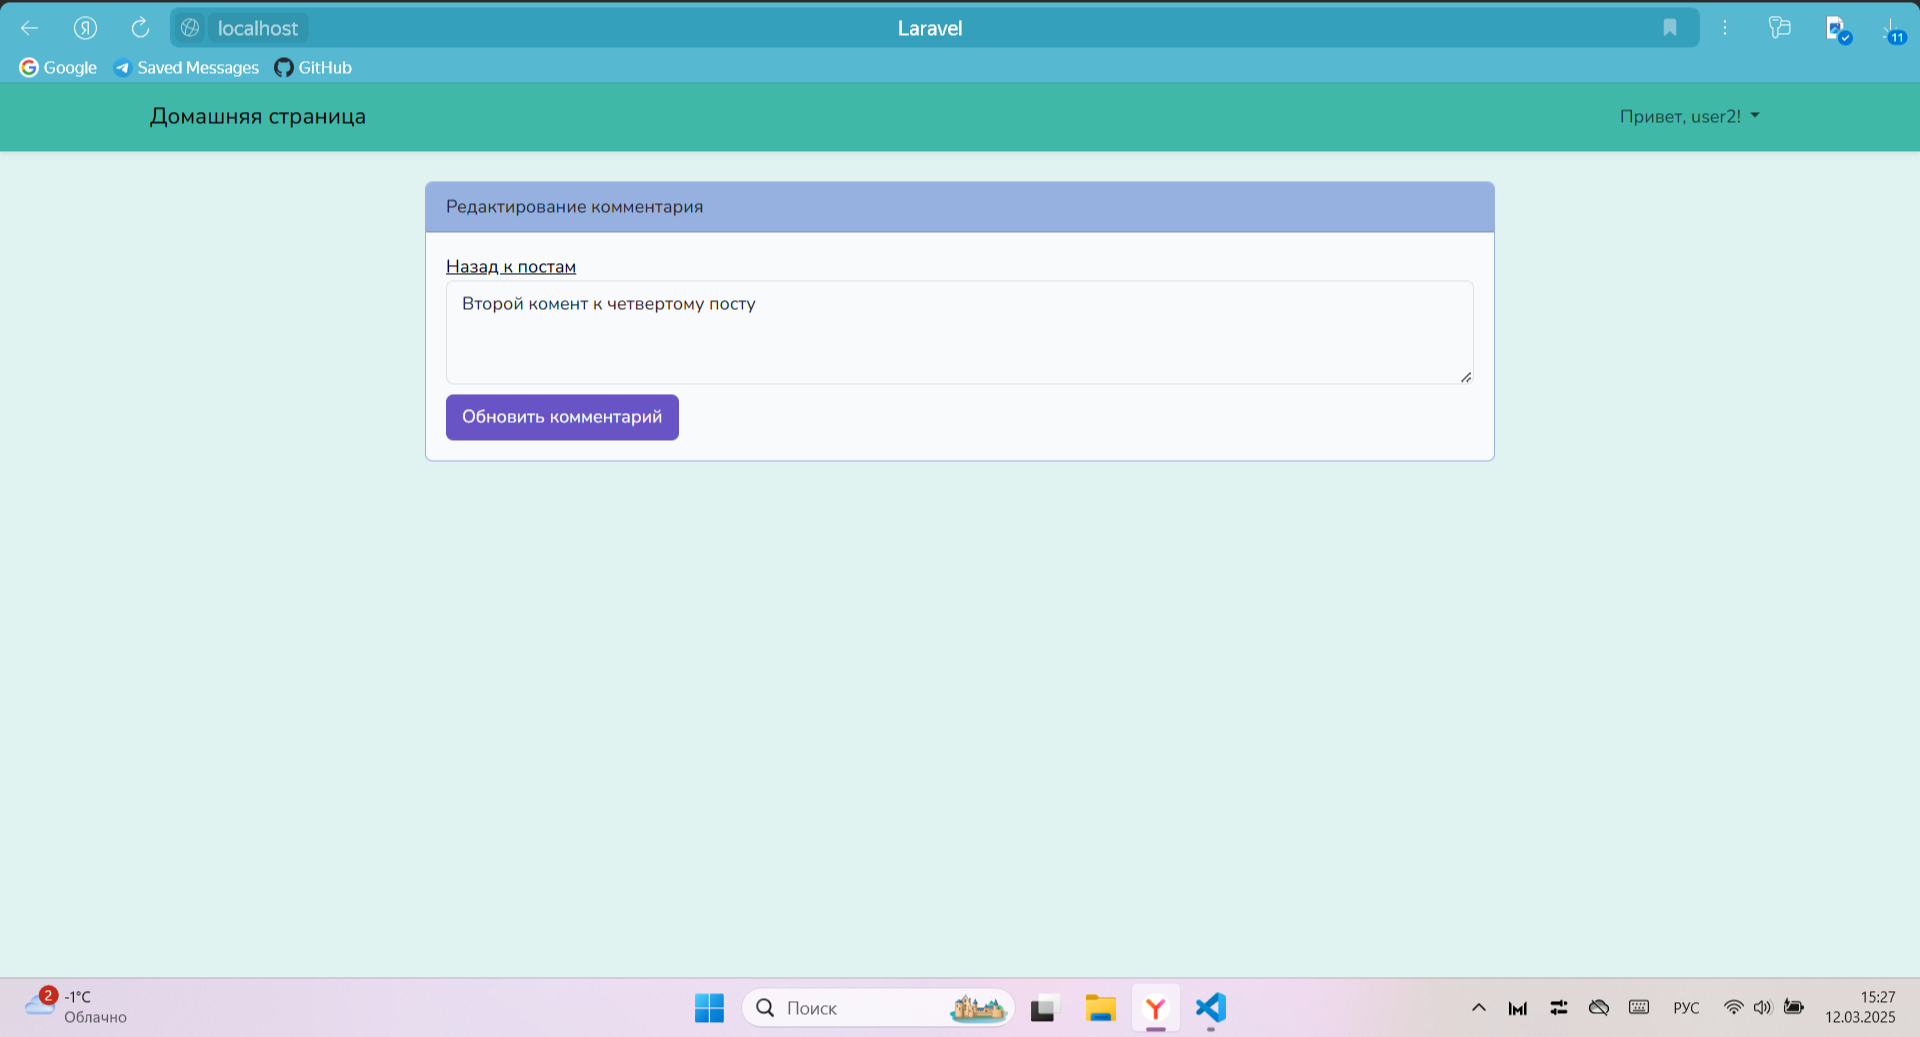 Я localhost Laravel 11
Google Saved Messages GitHub
Домашняя страница Привет, user2!
Редактирование комментария
Назад к постам
Второй комент к четвертому посту
Обновить комментарий
2 -1°C
Облачно
Поиск
РУС
15:27
12.03.2025